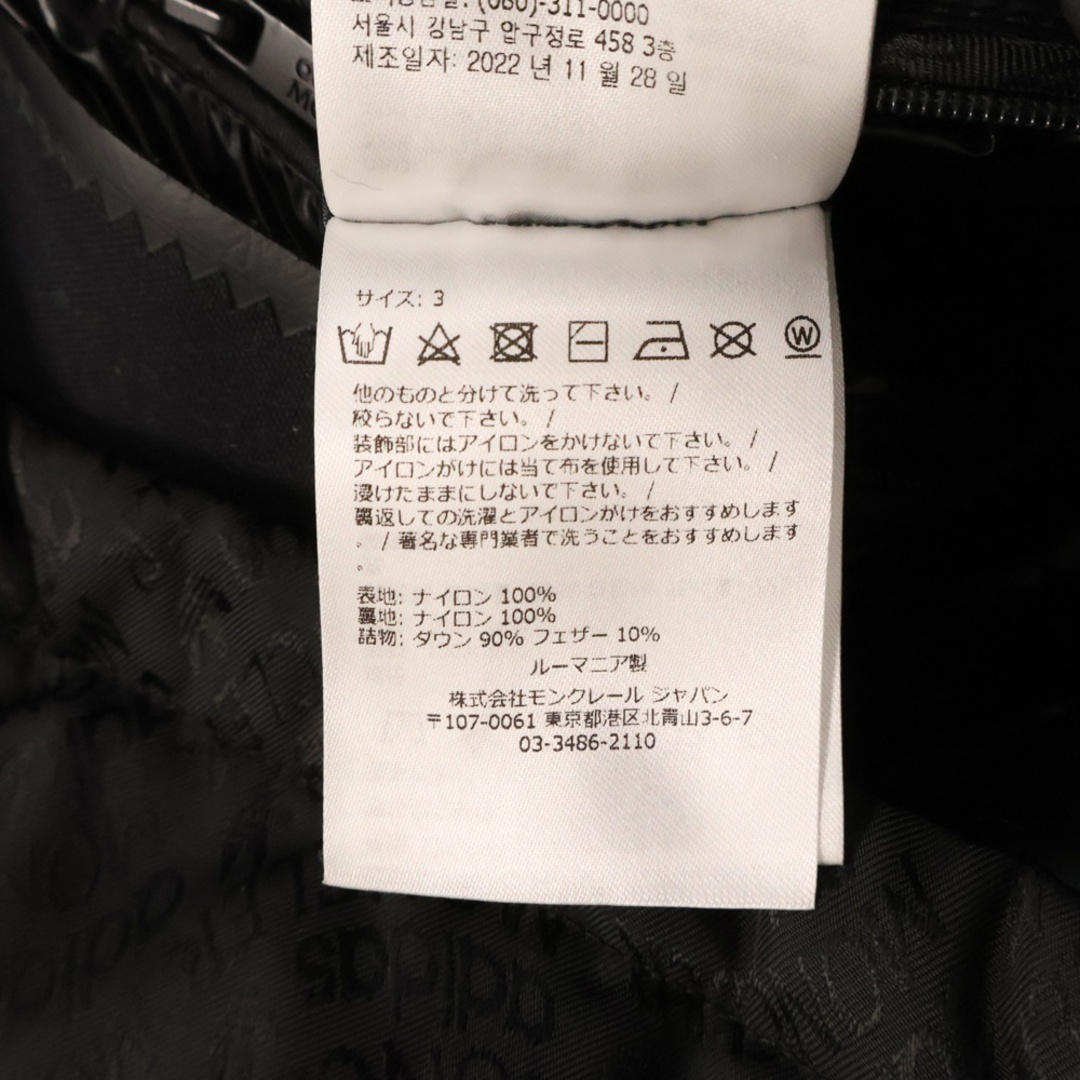 (080)-311-0000
서울시 강남구 압구정로 458 3층
제조일자: 2022 년 11 월 28 일
サイズ: 3
W
他のものと分けて洗って下さい。 /
絞らないで下さい。 /
装飾部にはアイロンをかけないで下さい。 /
アイロンがけには当て布を使用して下さい。 /
浸けたままにしないで下さい。 /
裏返しての洗濯とアイロンがけをおすすめします
。 / 著名な専門業者で洗うことをおすすめします
。
表地: ナイロン 100%
裏地: ナイロン 100%
詰物: ダウン 90% フェザー 10%
ルーマニア製
株式会社モンクレール ジャパン
〒107-0061 東京都港区北青山3-6-7
03-3486-2110
adidas